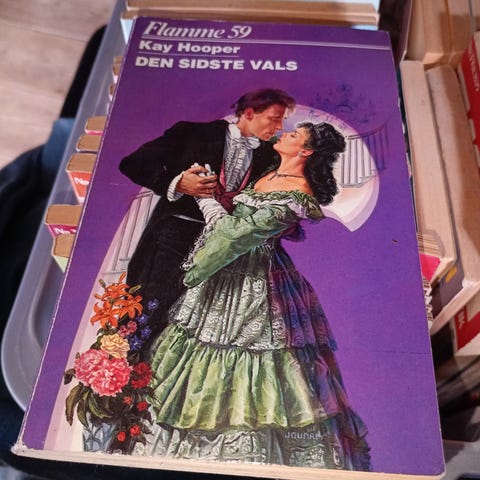 Flamme 59
Kay Hooper
DEN SIDSTE VALS